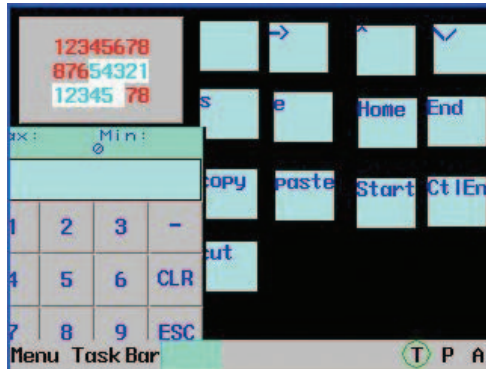 12345678
87654321
12345 78
->
^
\/
s
e
Home
End
ax:
Min:
0
copy
paste
Start
CtlEn
1 2 3 -
cut
4 5 6 CLR
7 8 9 ESC
Menu Task Bar
T P A